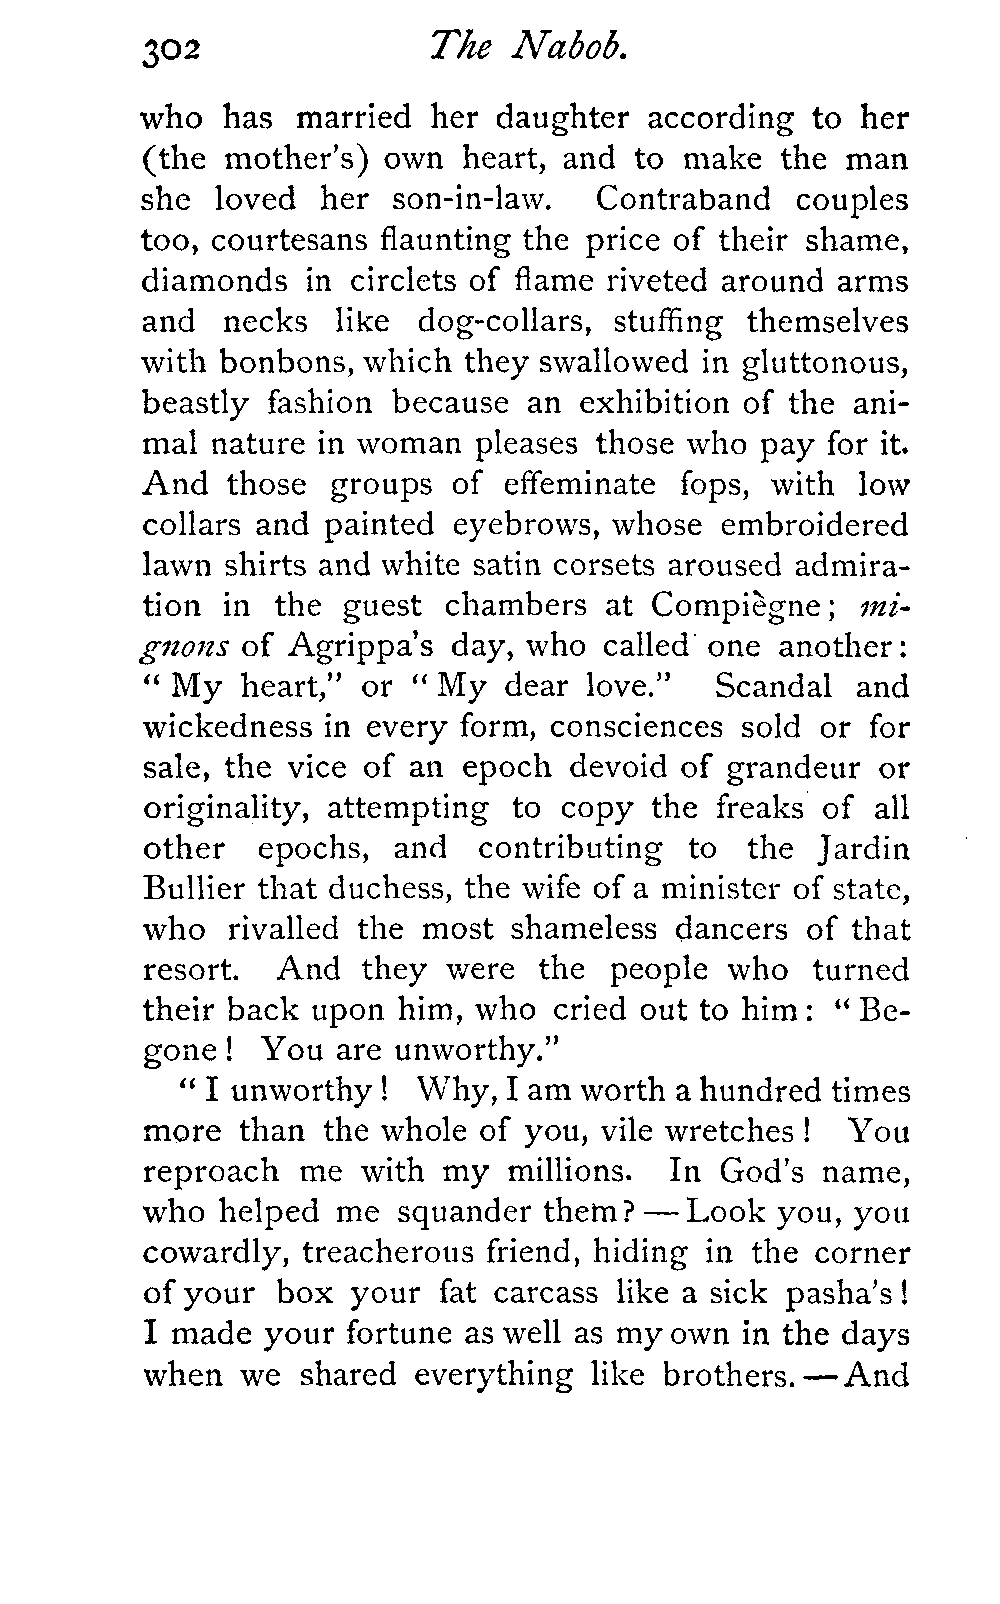 302 The Nabob.
who has married her daughter according to her
(the mother's) own heart, and to make the man
she loved her son-in-law. Contraband couples
too, courtesans flaunting the price of their shame,
diamonds in circlets of flame riveted around arms
and necks like dog-collars, stuffing themselves
with bonbons, which they swallowed in gluttonous,
beastly fashion because an exhibition of the ani-
mal nature in woman pleases those who pay for it.
And those groups of effeminate fops, with low
collars and painted eyebrows, whose embroidered
lawn shirts and white satin corsets aroused admira-
tion in the guest chambers at Compiègne; mi-
gnons of Agrippa's day, who called one another:
" My heart," or " My dear love." Scandal and
wickedness in every form, consciences sold or for
sale, the vice of an epoch devoid of grandeur or
originality, attempting to copy the freaks of all
other epochs, and contributing to the Jardin
Bullier that duchess, the wife of a minister of state,
who rivalled the most shameless dancers of that
resort. And they were the people who turned
their back upon him, who cried out to him: " Be-
gone! You are unworthy."
" I unworthy! Why, I am worth a hundred times
more than the whole of you, vile wretches! You
reproach me with my millions. In God's name,
who helped me squander them? — Look you, you
cowardly, treacherous friend, hiding in the corner
of your box your fat carcass like a sick pasha's!
I made your fortune as well as my own in the days
when we shared everything like brothers. — And